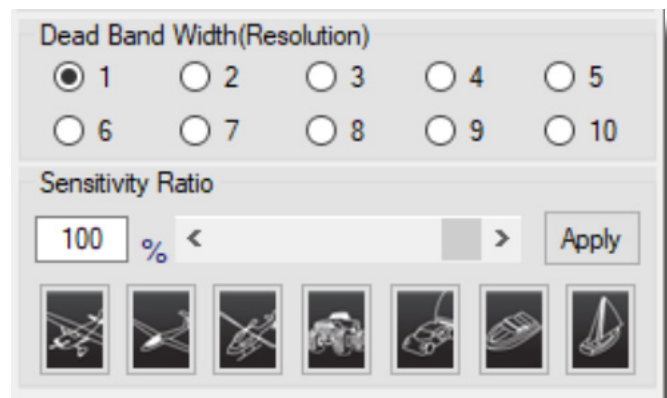 Dead Band Width(Resolution)
1 2 3 4 5
6 7 8 9 10
Sensitivity Ratio
100 % < > Apply